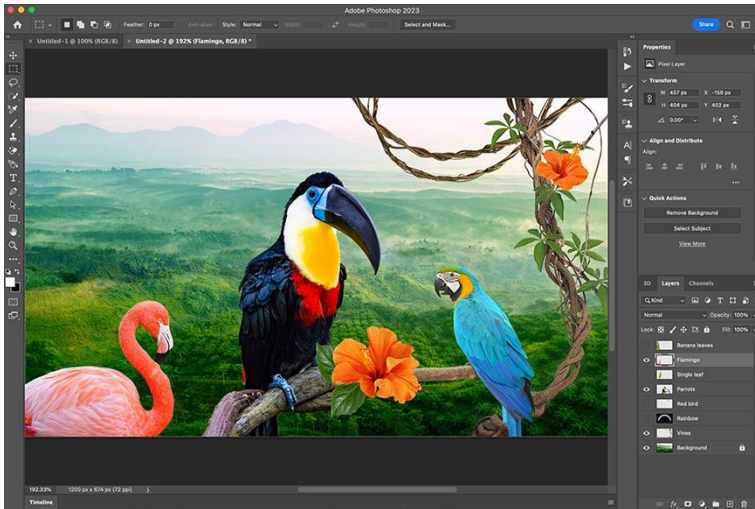 Adobe Photoshop 2023
Feather: 0 px Anti-alias Style: Normal Width: Height: Select and Mask... Share
× Untitled-1 @ 100% (RGB/8) × Untitled-2 @ 192% (Flamingo, RGB/8) *
Properties
Pixel Layer
Transform
W 457 px X -158 px
H 404 px Y 402 px
0.00°
Align and Distribute
Align:
Quick Actions
Remove Background
Select Subject
View More
3D Layers Channels
Kind
Normal Opacity: 100%
Lock: Fill: 100%
Banana leaves
Flamingo
Single leaf
Parrots
Red bird
Rainbow
Vines
Background
192.33% 1200 px x 674 px (72 ppi)
Timeline